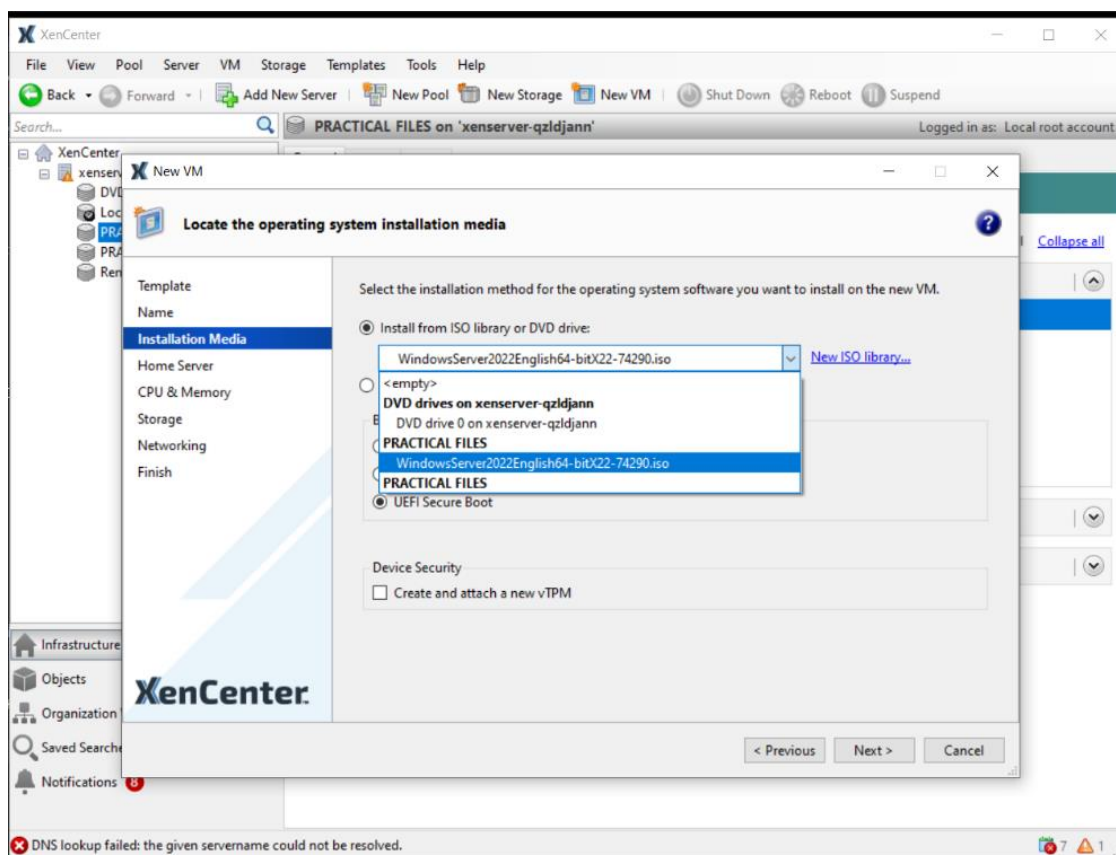 XenCenter
File View Pool Server VM Storage Templates Tools Help
Back Forward Add New Server New Pool New Storage New VM Shut Down Reboot Suspend
Search... PRACTICAL FILES on 'xenserver-qzldjann' Logged in as: Local root account
XenCenter
xenserv
DVD
Loc
PRA
PRA
Ren
Collapse all
New VM
Locate the operating system installation media
Template
Name
Installation Media
Home Server
CPU & Memory
Storage
Networking
Finish
XenCenter
Select the installation method for the operating system software you want to install on the new VM.
Install from ISO library or DVD drive:
WindowsServer2022English64-bitX22-74290.iso New ISO library...
<empty>
DVD drives on xenserver-qzldjann
DVD drive 0 on xenserver-qzldjann
PRACTICAL FILES
WindowsServer2022English64-bitX22-74290.iso
PRACTICAL FILES
UEFI Secure Boot
Device Security
Create and attach a new vTPM
< Previous Next > Cancel
Infrastructure
Objects
Organization
Saved Searche
Notifications 8
DNS lookup failed: the given servername could not be resolved. 7 1